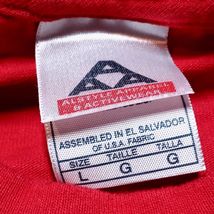 ALSTYLE APPAREL
& ACTIVEWEAR
ASSEMBLED IN EL SALVADOR
OF U.S.A. FABRIC
SIZE TAILLE TALLA
L G G